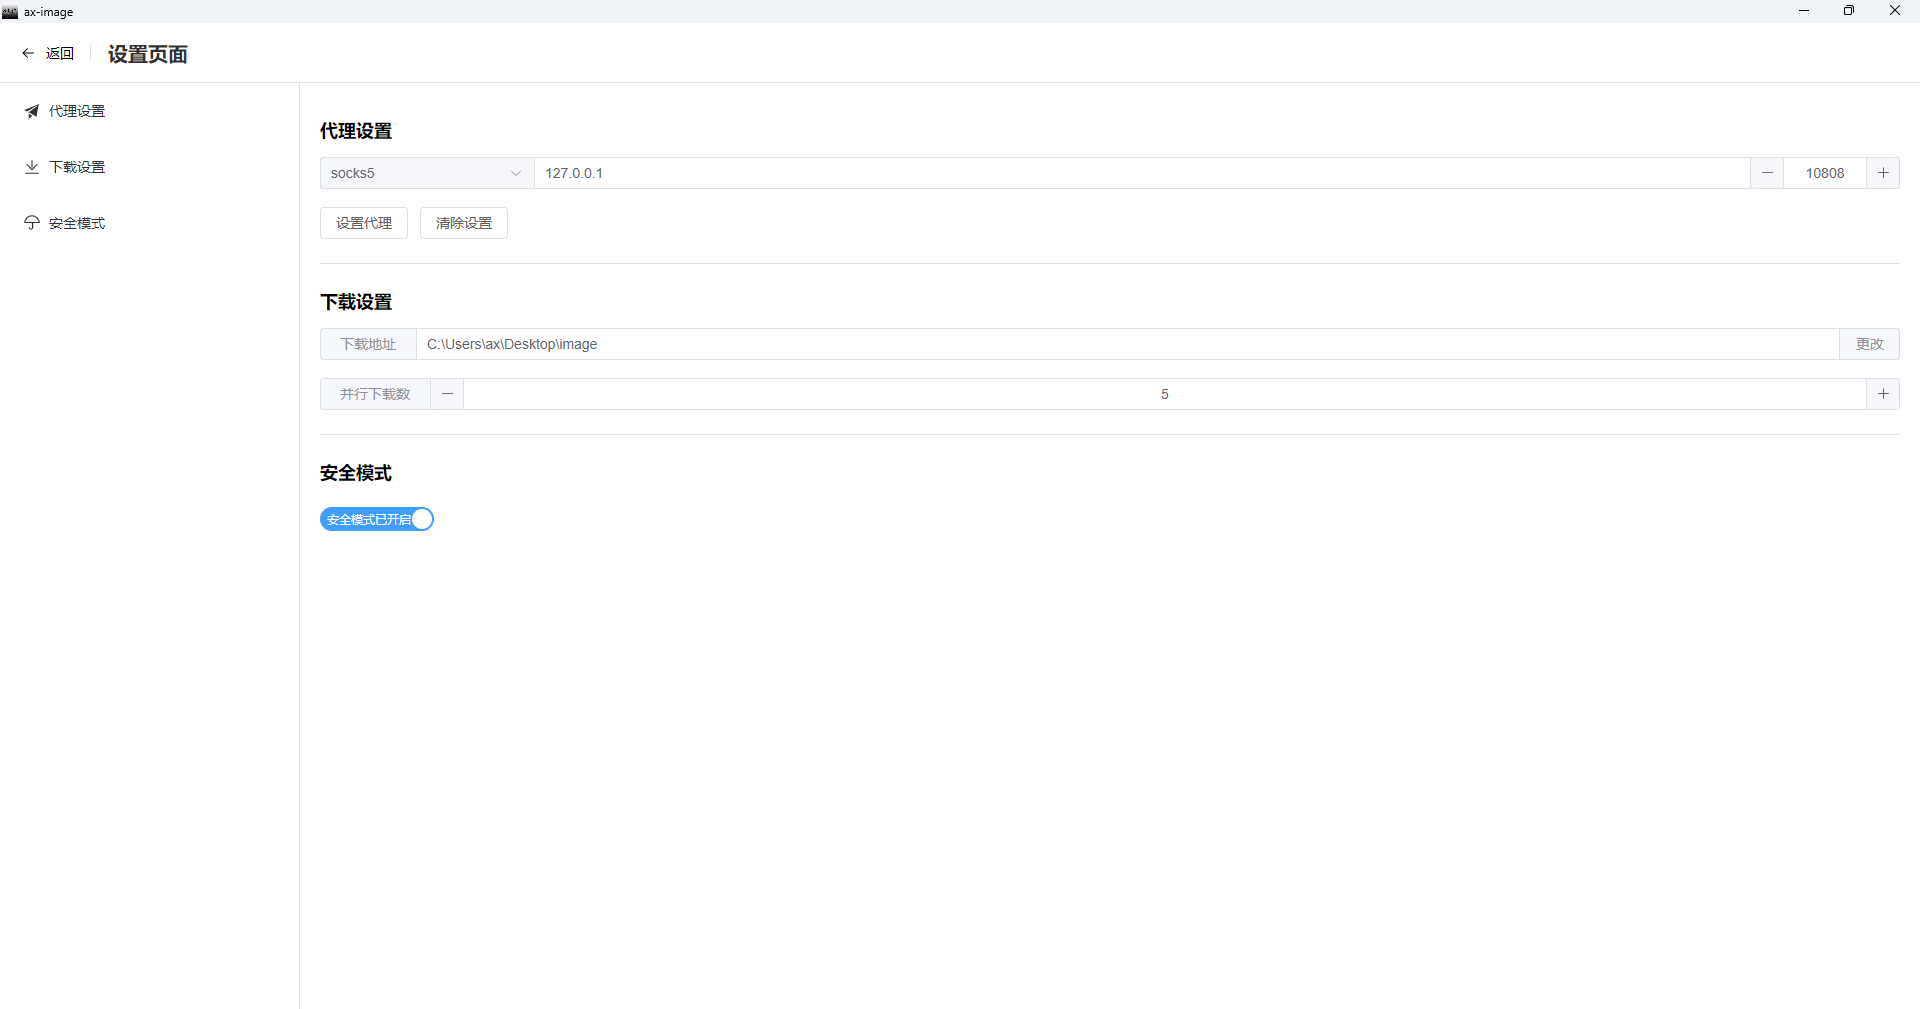 ax-image
返回 设置页面
代理设置
下载设置
安全模式
代理设置
socks5 127.0.0.1 10808
设置代理 清除设置
下载设置
下载地址 C:\Users\ax\Desktop\image 更改
并行下载数 5
安全模式
安全模式已开启